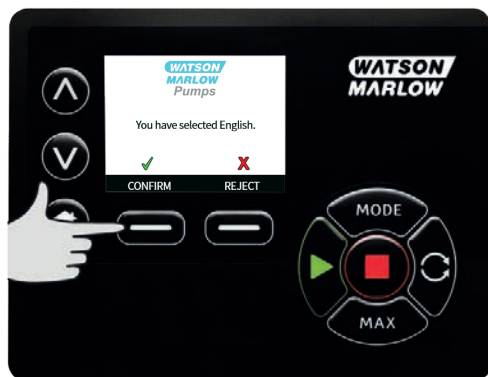 WATSON
MARLOW
Pumps
You have selected English.
CONFIRM REJECT
WATSON
MARLOW
MODE
MAX